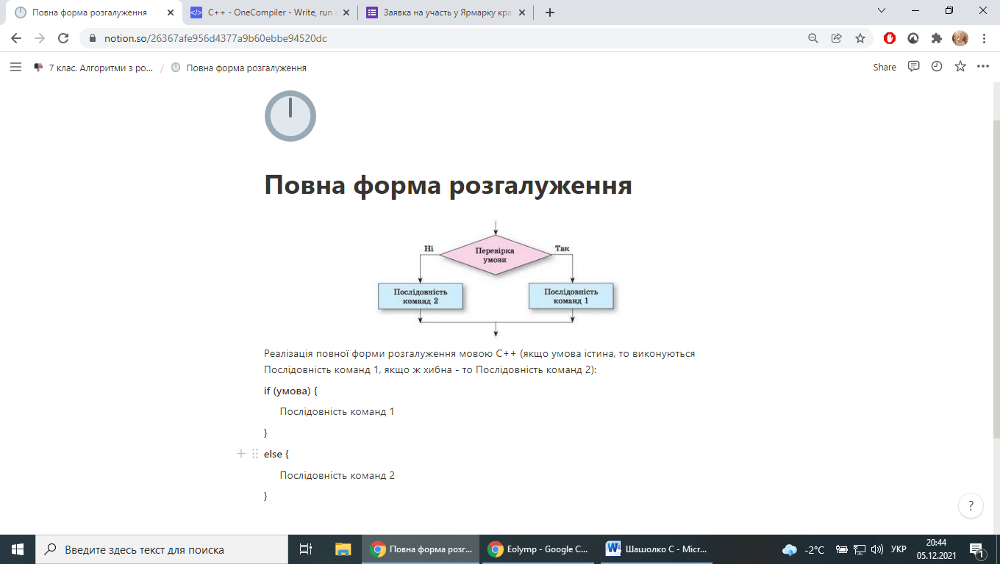 Повна форма розгалуження
C++ - OneCompiler - Write, run
Заявка на участь у Ярмарку кра
notion.so/26367afe956d4377a9b60ebbe94520dc
7 клас. Алгоритми з ро... / Повна форма розгалуження
Share
Повна форма розгалуження
Ні
Перевірка
умови
Так
Послідовність
команд 2
Послідовність
команд 1
Реалізація повної форми розгалуження мовою C++ (якщо умова істина, то виконуються
Послідовність команд 1, якщо ж хибна - то Послідовність команд 2):
if (умова) {
Послідовність команд 1
}
else {
Послідовність команд 2
}
?
Введите здесь текст для поиска
Повна форма розг...
Eolymp - Google C...
Шашолко С - Micr...
-2°C
УКР
20:44
05.12.2021
1